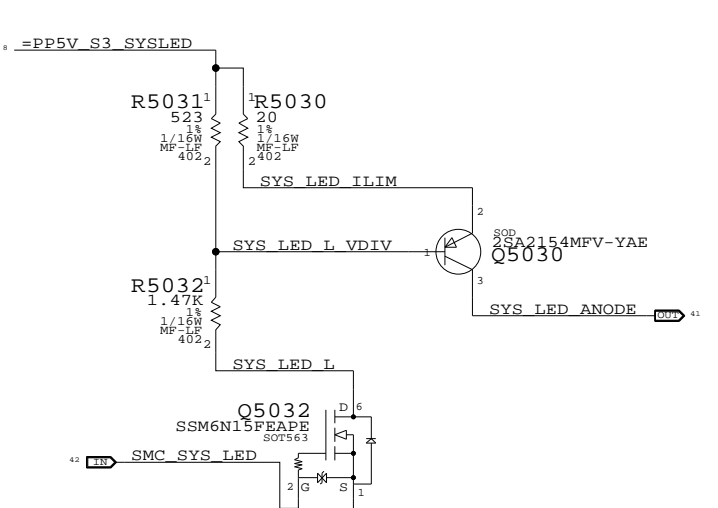 8 =PP5V_S3_SYSLED
R5031 1
523
1%
1/16W
MF-LF
402 2
1 R5030
20
1%
1/16W
MF-LF
2 402
SYS_LED_ILIM
2
SOD
2SA2154MFV-YAE
Q5030
SYS_LED_L_VDIV 1
3
R5032 1
1.47K
1%
1/16W
MF-LF
402 2
SYS_LED_ANODE OUT 41
SYS_LED_L
Q5032 D 6
SSM6N15FEAPE
SOT563
42 IN SMC_SYS_LED
2 G S 1